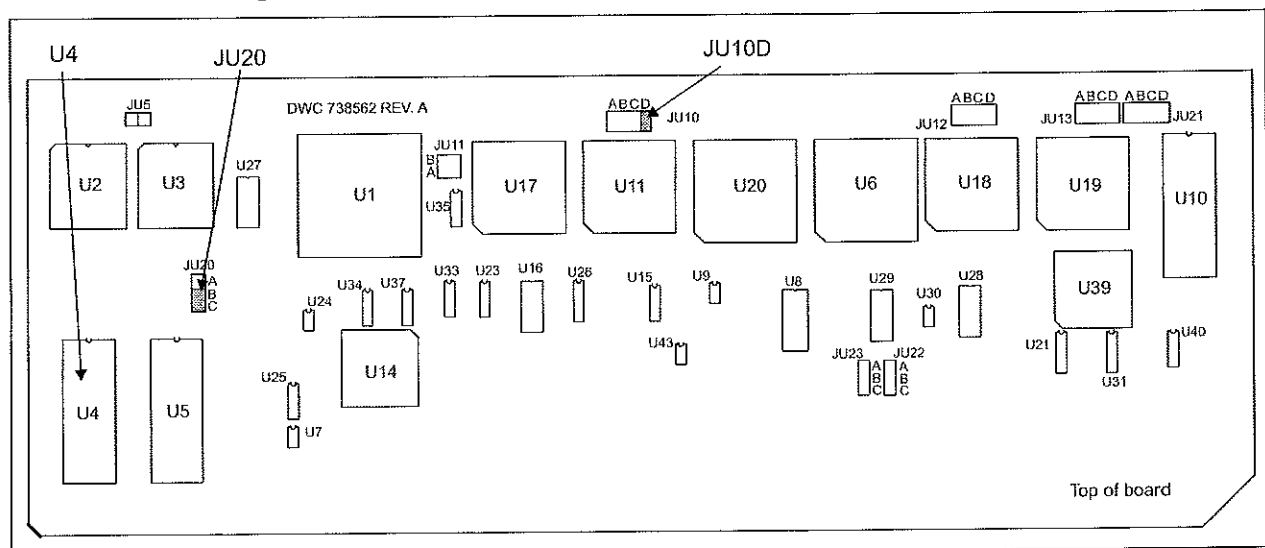 U4
JU20
JU10D
JU5
DWC 738562 REV. A
ABCD
JU10
ABCD
JU12
JU13
ABCD
ABCD
JU21
U2
U3
U27
U1
JU11
B
A
U35
U17
U11
U20
U6
U18
U19
U10
JU20
A
B
C
U24
U34
U37
U33
U23
U16
U26
U15
U9
U8
U29
U30
U28
U39
U43
JU23
A
B
C
JU22
A
B
C
U21
U31
U40
U4
U5
U25
U14
U7
Top of board